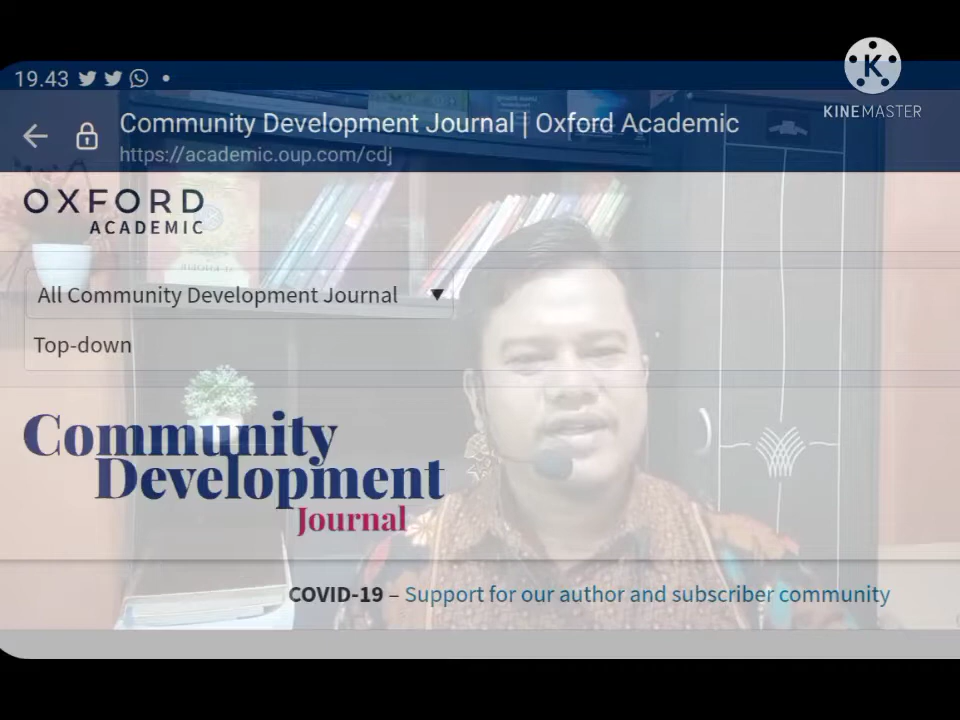 19.43
KINEMASTER
Community Development Journal | Oxford Academic
https://academic.oup.com/cdj
OXFORD
ACADEMIC
All Community Development Journal
Top-down
Community
Development
Journal
COVID-19 – Support for our author and subscriber community